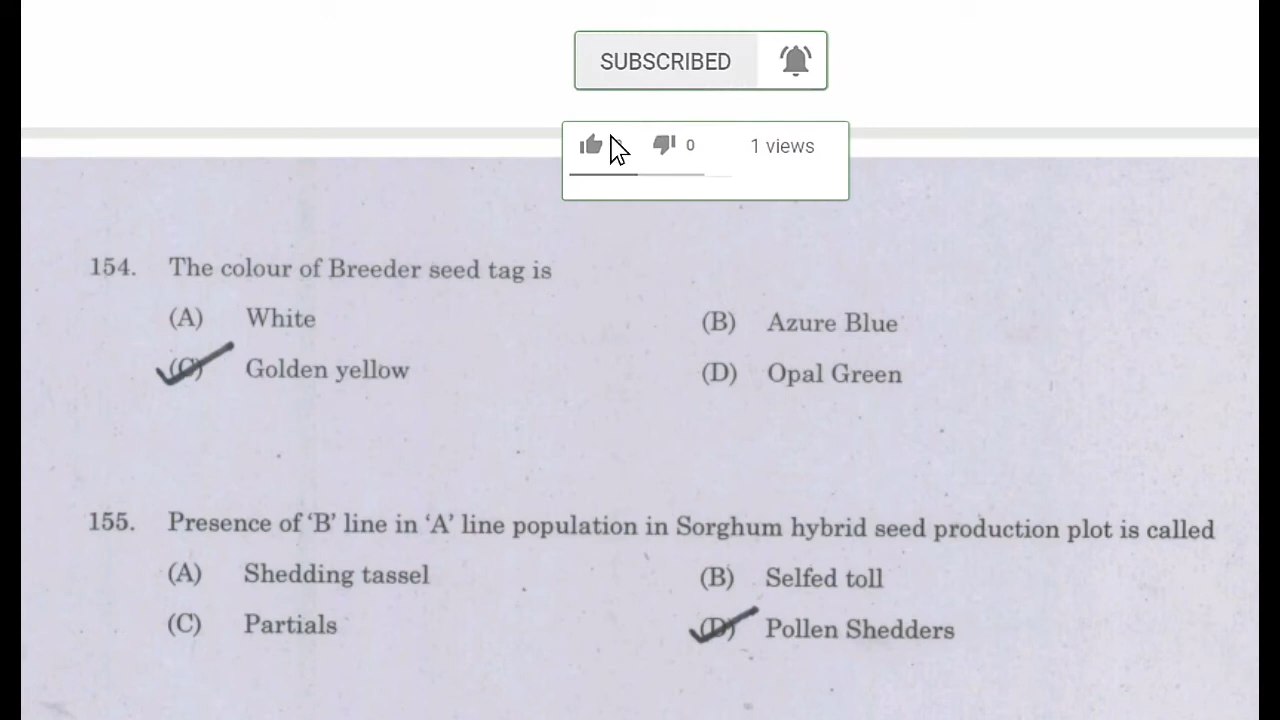 SUBSCRIBED
0 1 views
154. The colour of Breeder seed tag is
(A) White (B) Azure Blue
(C) Golden yellow (D) Opal Green
155. Presence of ‘B’ line in ‘A’ line population in Sorghum hybrid seed production plot is called
(A) Shedding tassel (B) Selfed toll
(C) Partials (D) Pollen Shedders